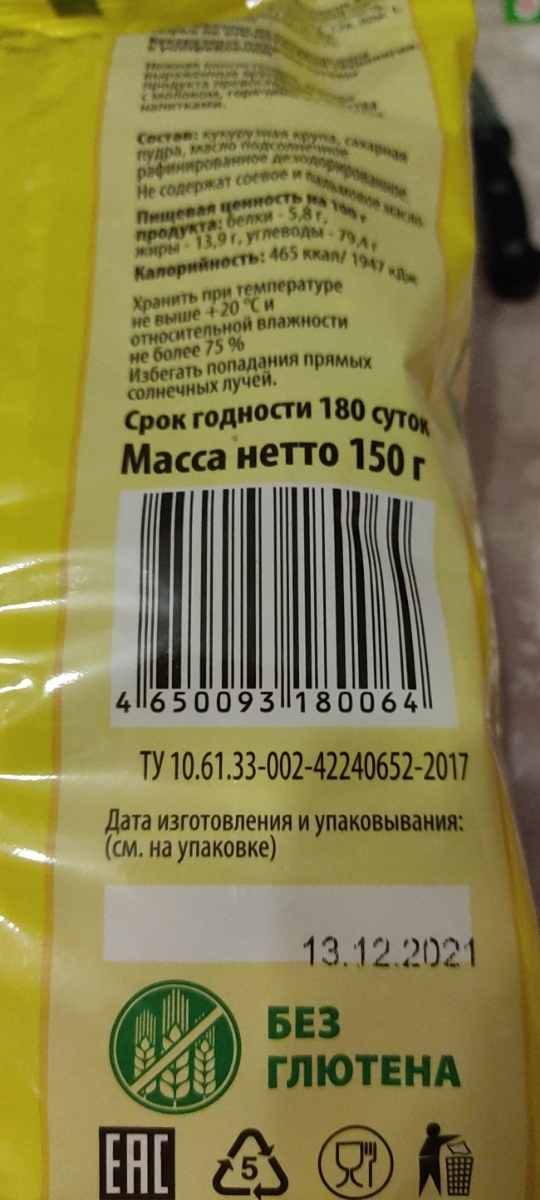 Состав: кукурузная крупа, сахарная
пудра, масло подсолнечное
рафинированное дезодорированное.
Не содержат соевое и пальмовое масло.
Пищевая ценность на 100 г
продукта: белки - 5,8 г,
жиры - 13,9 г, углеводы - 79,4 г
Калорийность: 465 ккал/ 1947 кДж
Хранить при температуре
не выше +20 °С и
относительной влажности
не более 75 %
Избегать попадания прямых
солнечных лучей.
Срок годности 180 суток
Масса нетто 150 г
4 650093 180064
ТУ 10.61.33-002-42240652-2017
Дата изготовления и упаковывания:
(см. на упаковке)
13.12.2021
БЕЗ
ГЛЮТЕНА
EAC
5